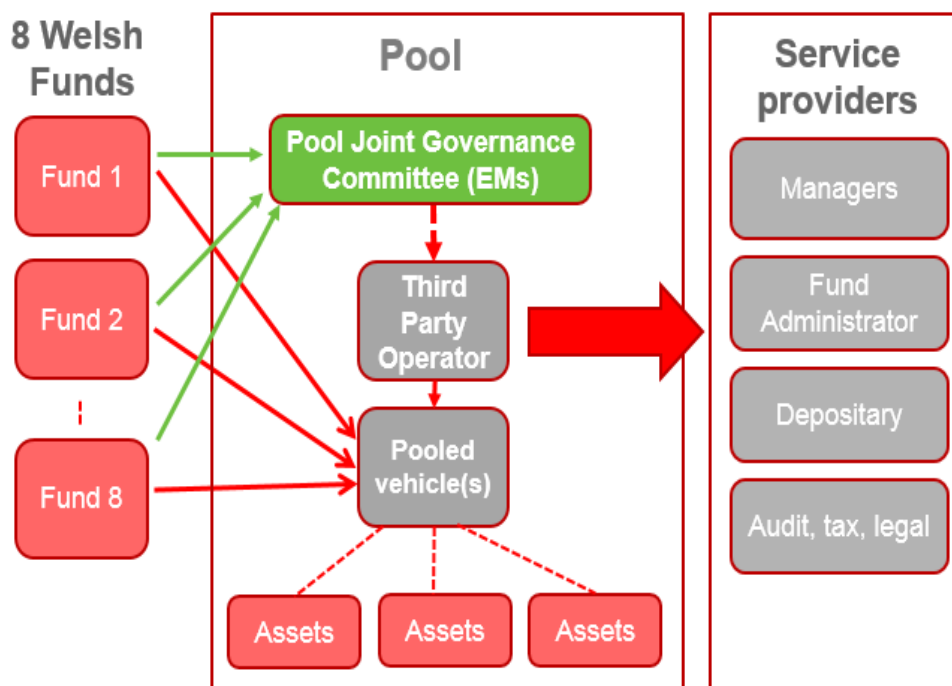 8 Welsh
Funds
Fund 1
Fund 2
Fund 8
Pool
Pool Joint Governance
Committee (EMs)
Third
Party
Operator
Pooled
vehicle(s)
Assets
Assets
Assets
Service
providers
Managers
Fund
Administrator
Depositary
Audit, tax, legal